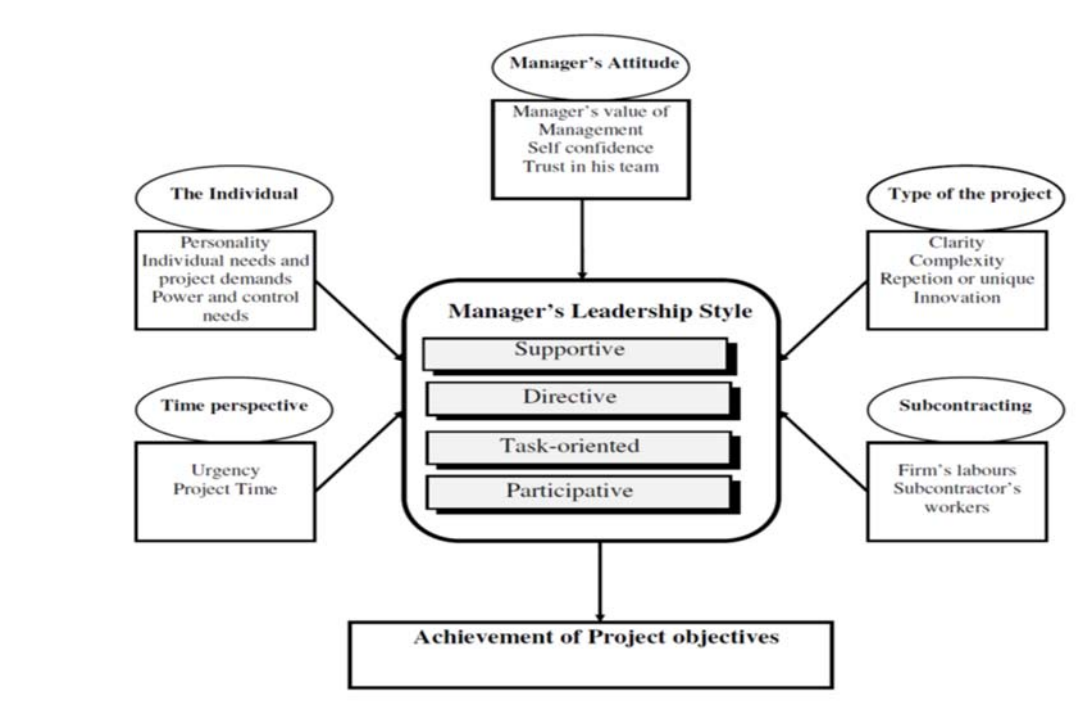 Manager's Attitude
Manager's value of
Management
Self confidence
Trust in his team
The Individual
Personality
Individual needs and
project demands
Power and control
needs
Type of the project
Clarity
Complexity
Repetion or unique
Innovation
Manager's Leadership Style
Supportive
Directive
Task-oriented
Participative
Time perspective
Urgency
Project Time
Subcontracting
Firm's labours
Subcontractor's
workers
Achievement of Project objectives